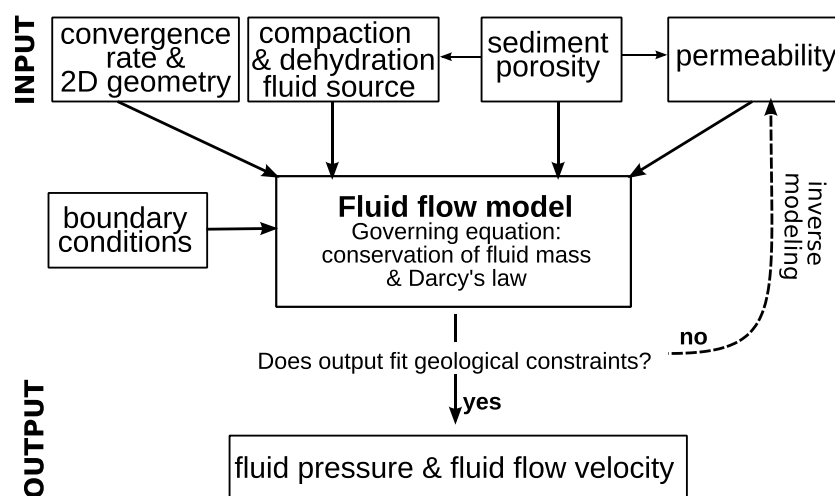 INPUT
convergence
rate &
2D geometry
compaction
& dehydration
fluid source
sediment
porosity
permeability
boundary
conditions
Fluid flow model
Governing equation:
conservation of fluid mass
& Darcy's law
inverse
modeling
no
Does output fit geological constraints?
yes
OUTPUT
fluid pressure & fluid flow velocity